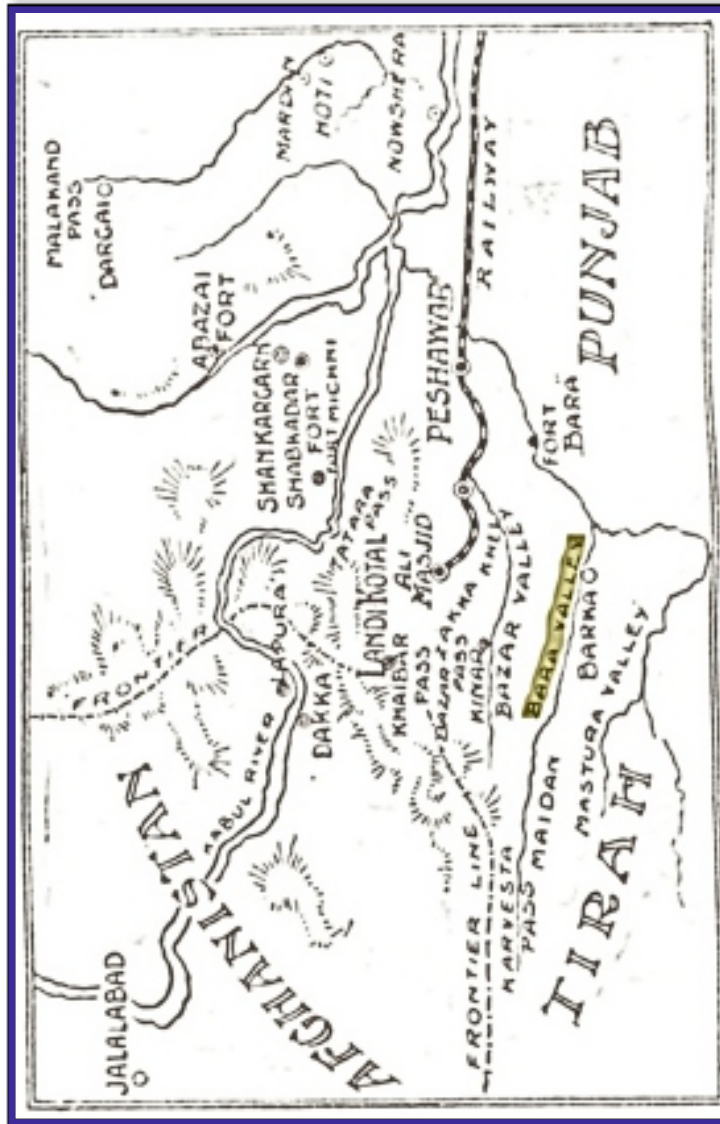 MALAKAND
PASS
DARGAI
MARDAN
HOTI
NOWSHERA
ABAZAI
FORT
SHANKARGARH
SHABKADAR
FORT
FORT MICHNI
PESHAWAR
RAILWAY
PUNJAB
FORT
BARA
FRONTIER
TATARA
PASS
LANDI KOTAL
ALI
MASJID
KHAIBAR
PASS
DAKKA
LALPURA
KABUL RIVER
JALALABAD
AFGHANISTAN
BAZAR
PASS
ZAKKA KHEL
KINAR
BAZAR VALLEY
BARA VALLEY
BARKAO
MASTURA VALLEY
MAIDAN
FRONTIER LINE
KARVESTA
PASS
TIRAH